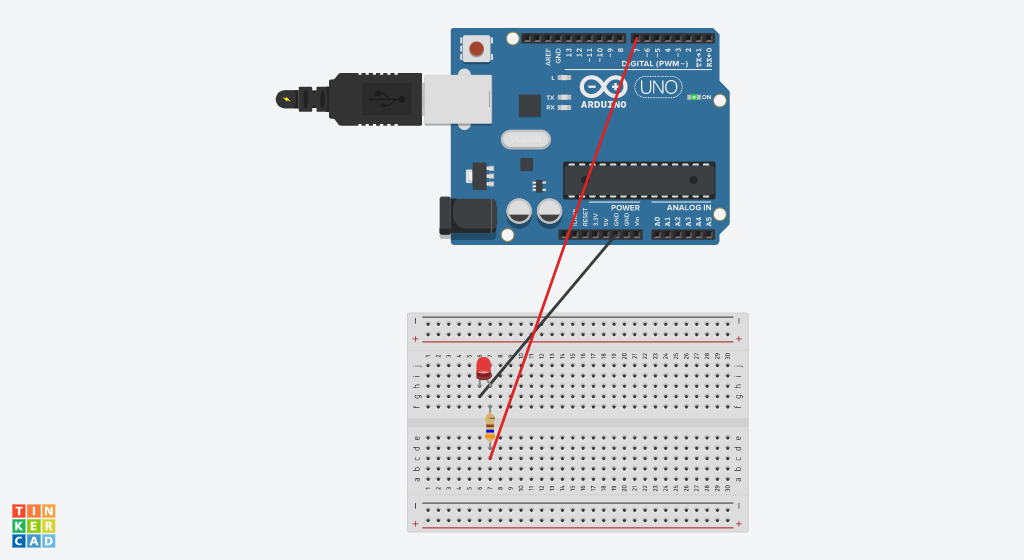 AREF
GND
13
12
~11
~10
~9
8
7
~6
~5
4
~3
2
TX→1
RX←0
DIGITAL (PWM~)
L
TX
RX
ARDUINO
UNO
ON
POWER
ANALOG IN
RESET
3.3V
5V
GND
GND
Vin
A0
A1
A2
A3
A4
A5
1 2 3 4 5 6 7 8 9 10 11 12 13 14 15 16 17 18 19 20 21 22 23 24 25 26 27 28 29 30
j j
i i
h h
g g
f f
e e
d d
c c
b b
a a
1 2 3 4 5 6 7 8 9 10 11 12 13 14 15 16 17 18 19 20 21 22 23 24 25 26 27 28 29 30
TIN
KER
CAD